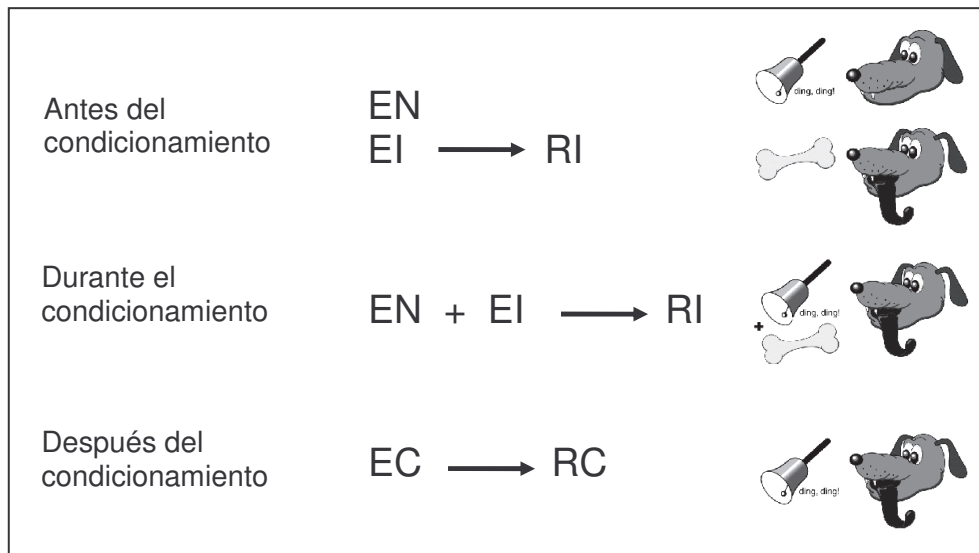 Antes del
condicionamiento
EN
EI → RI
ding, ding!
Durante el
condicionamiento
EN + EI → RI
ding, ding!
+
Después del
condicionamiento
EC → RC
ding, ding!